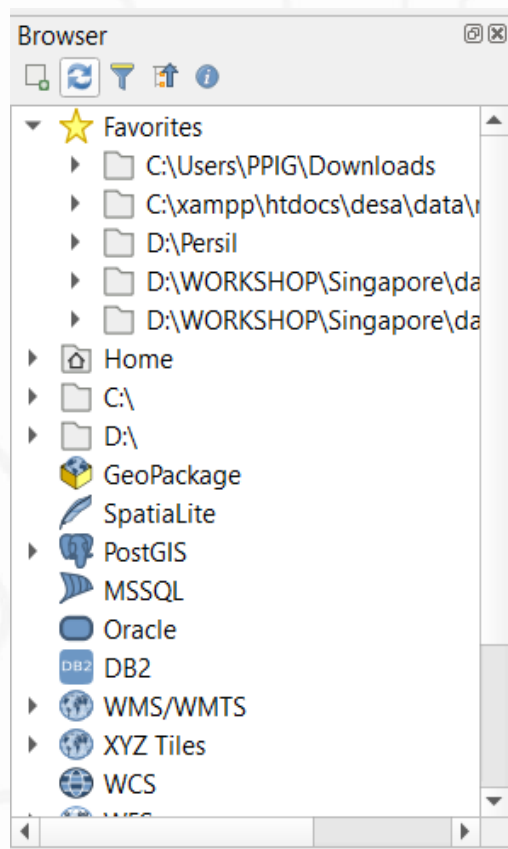 Browser
Favorites
C:\Users\PPIG\Downloads
C:\xampp\htdocs\desa\data\
D:\Persil
D:\WORKSHOP\Singapore\da
D:\WORKSHOP\Singapore\da
Home
C:\
D:\
GeoPackage
SpatiaLite
PostGIS
MSSQL
Oracle
DB2 DB2
WMS/WMTS
XYZ Tiles
WCS